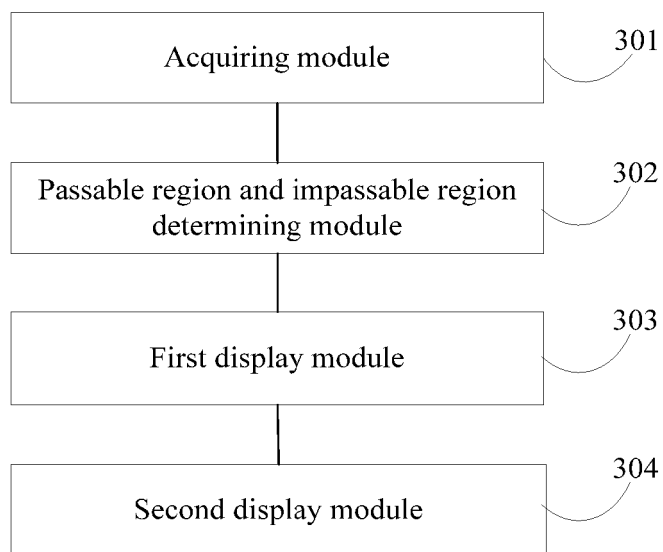 Acquiring module
301
Passable region and impassable region
determining module
302
First display module
303
Second display module
304